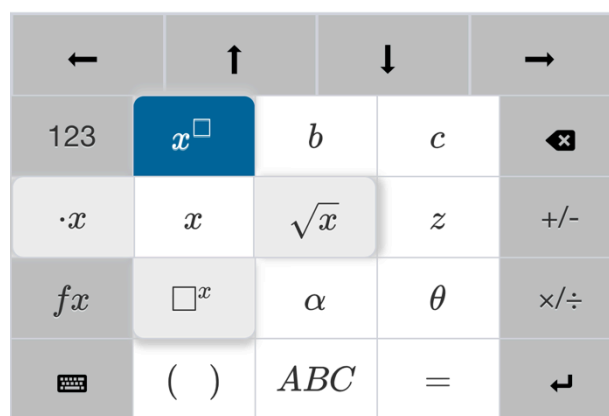 ← ↑ ↓ →
123 x^□ b c
·x x √x z +/-
fx □^x α θ ×/÷
( ) ABC =